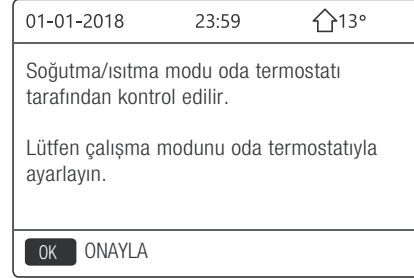 01-01-2018 23:59 13°
Soğutma/ısıtma modu oda termostatı
tarafından kontrol edilir.
Lütfen çalışma modunu oda termostatıyla
ayarlayın.
OK ONAYLA